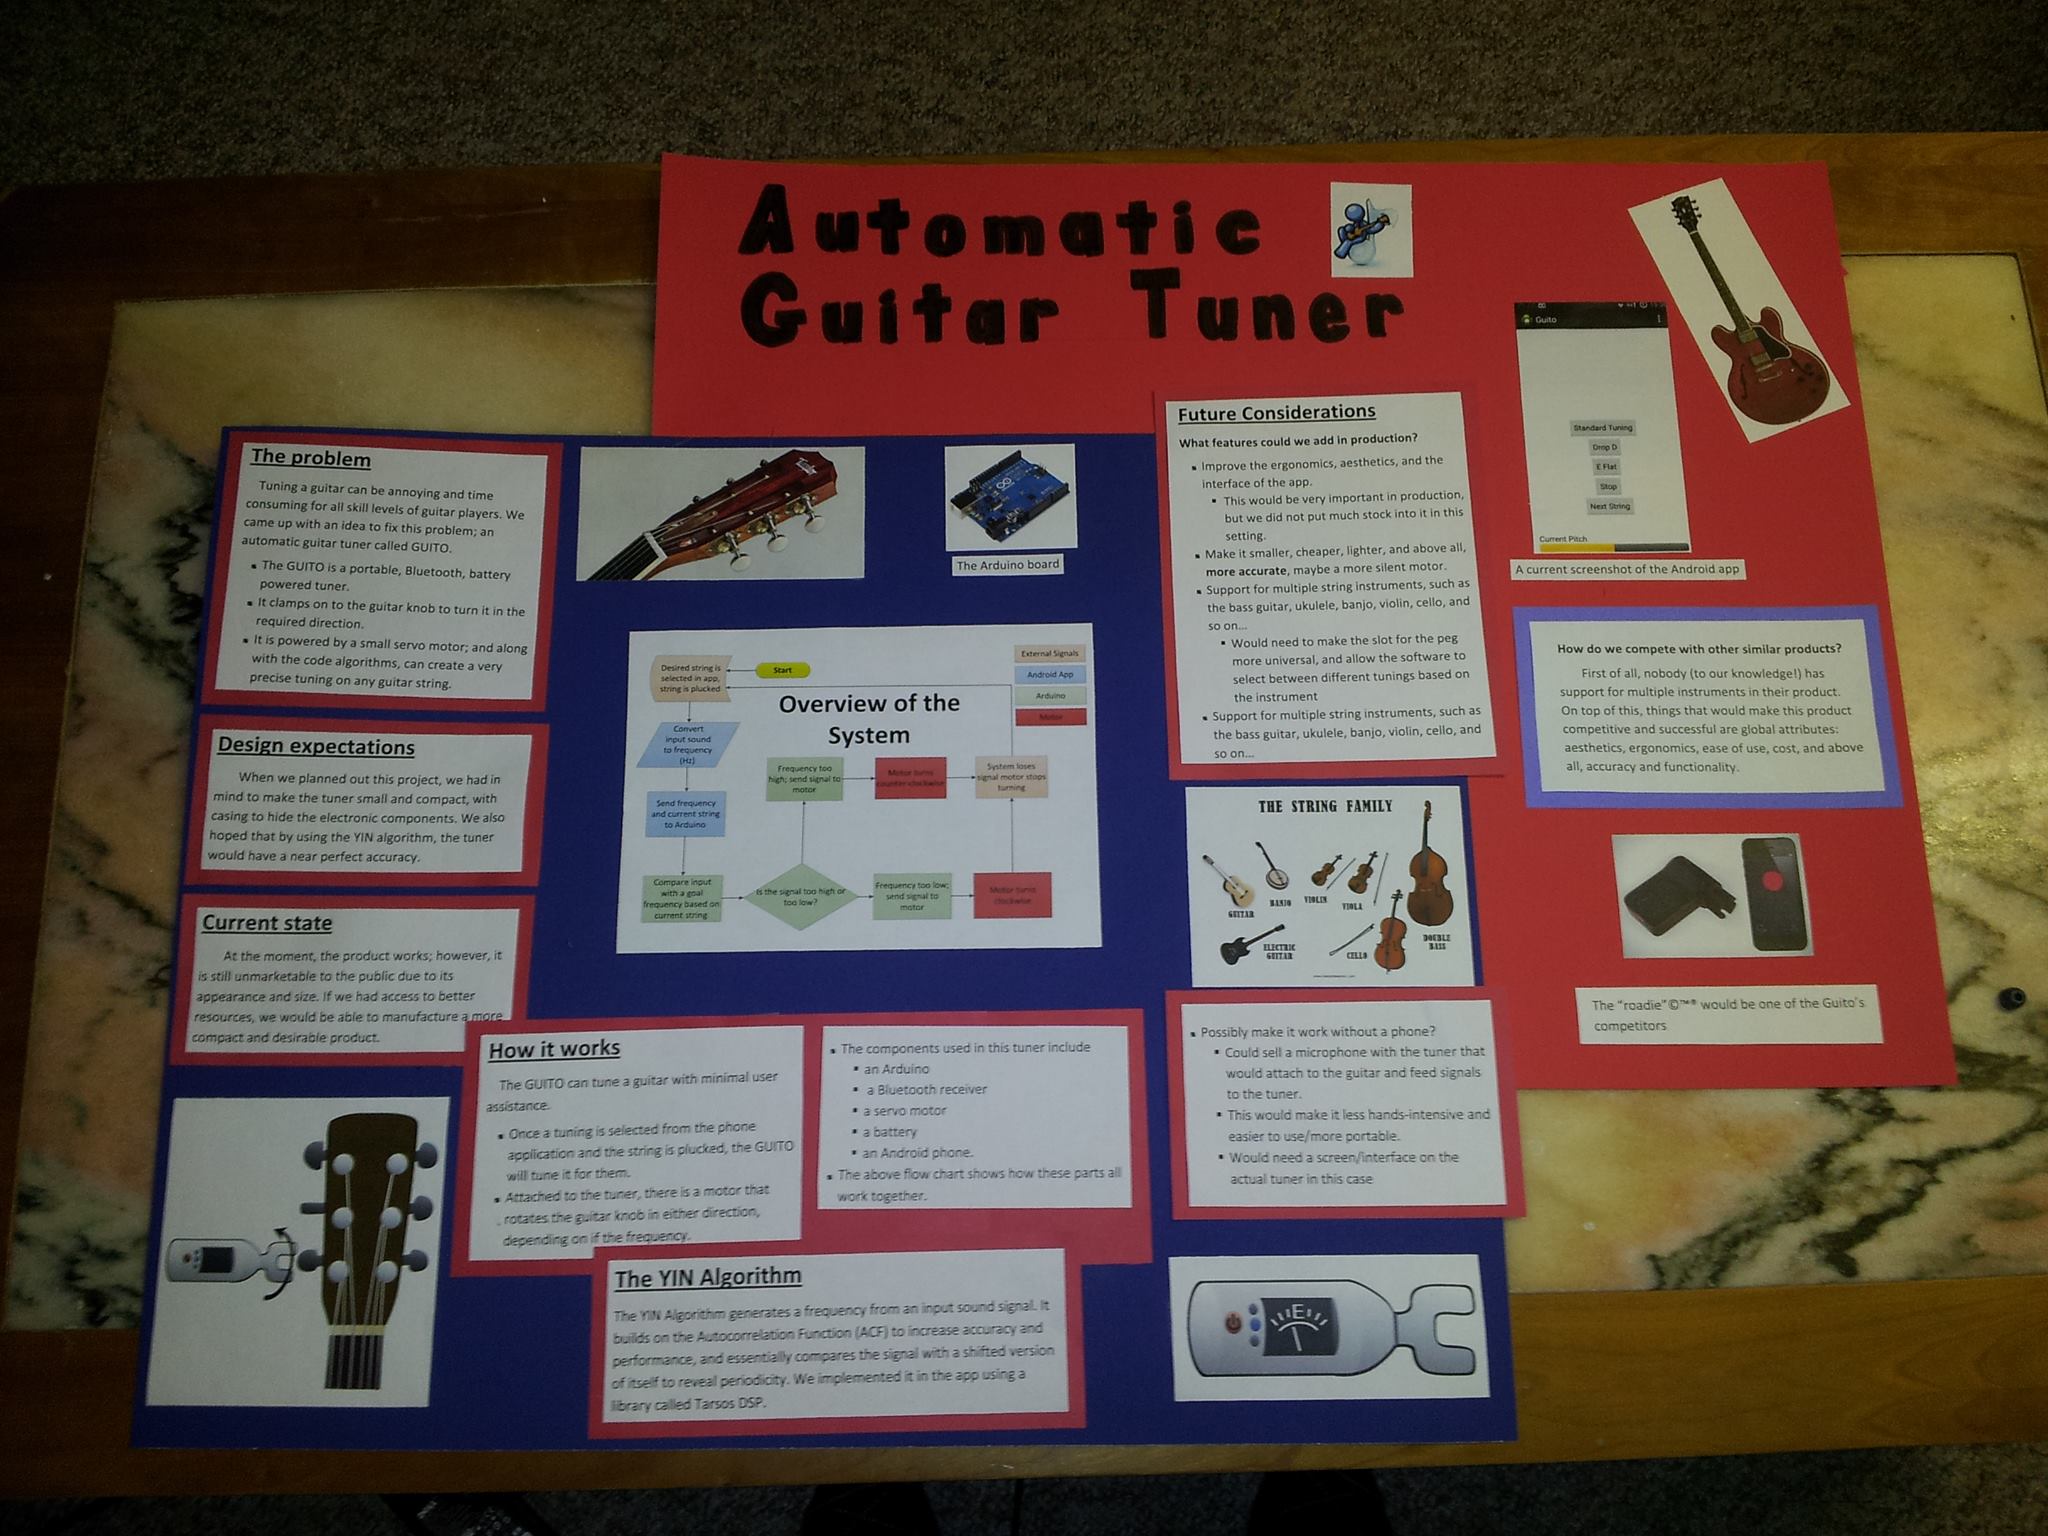 Automatic
Guitar Tuner
The problem
Tuning a guitar can be annoying and time
consuming for all skill levels of guitar players. We
came up with an idea to fix this problem; an
automatic guitar tuner called GUITO.
▪ The GUITO is a portable, Bluetooth, battery
powered tuner.
▪ It clamps on to the guitar knob to turn it in the
required direction.
▪ It is powered by a small servo motor; and along
with the code algorithms, can create a very
precise tuning on any guitar string.
Design expectations
When we planned out this project, we had in
mind to make the tuner small and compact, with
casing to hide the electronic components. We also
hoped that by using the YIN algorithm, the tuner
would have a near perfect accuracy.
Current state
At the moment, the product works; however, it
is still unmarketable to the public due to its
appearance and size. If we had access to better
resources, we would be able to manufacture a more
compact and desirable product.
The Arduino board
Overview of the
System
Start
Desired string is
selected in app,
string is plucked
Convert
input sound
to frequency
(Hz)
Send frequency
and current string
to Arduino
Compare input
with a goal
frequency based on
current string
Is the signal too high or
too low?
Frequency too
high; send signal to
motor
Motor turns
counter-clockwise
System loses
signal motor stops
turning
Frequency too low;
send signal to
motor
Motor turns
clockwise
External Signals
Android App
Arduino
Motor
How it works
The GUITO can tune a guitar with minimal user
assistance.
▪ Once a tuning is selected from the phone
application and the string is plucked, the GUITO
will tune it for them.
▪ Attached to the tuner, there is a motor that
rotates the guitar knob in either direction,
depending on if the frequency.
▪ The components used in this tuner include
▪ an Arduino
▪ a Bluetooth receiver
▪ a servo motor
▪ a battery
▪ an Android phone.
▪ The above flow chart shows how these parts all
work together.
The YIN Algorithm
The YIN Algorithm generates a frequency from an input sound signal. It
builds on the Autocorrelation Function (ACF) to increase accuracy and
performance, and essentially compares the signal with a shifted version
of itself to reveal periodicity. We implemented it in the app using a
library called Tarsos DSP.
Future Considerations
What features could we add in production?
▪ Improve the ergonomics, aesthetics, and the
interface of the app.
▪ This would be very important in production,
but we did not put much stock into it in this
setting.
▪ Make it smaller, cheaper, lighter, and above all,
more accurate, maybe a more silent motor.
▪ Support for multiple string instruments, such as
the bass guitar, ukulele, banjo, violin, cello, and
so on...
▪ Would need to make the slot for the peg
more universal, and allow the software to
select between different tunings based on
the instrument
▪ Support for multiple string instruments, such as
the bass guitar, ukulele, banjo, violin, cello, and
so on...
THE STRING FAMILY
GUITAR
BANJO
VIOLIN
VIOLA
DOUBLE
BASS
ELECTRIC
GUITAR
CELLO
▪ Possibly make it work without a phone?
▪ Could sell a microphone with the tuner that
would attach to the guitar and feed signals
to the tuner.
▪ This would make it less hands-intensive and
easier to use/more portable.
▪ Would need a screen/interface on the
actual tuner in this case
E
Guito
Standard Tuning
Drop D
E Flat
Stop
Next String
Current Pitch
A current screenshot of the Android app
How do we compete with other similar products?
First of all, nobody (to our knowledge!) has
support for multiple instruments in their product.
On top of this, things that would make this product
competitive and successful are global attributes:
aesthetics, ergonomics, ease of use, cost, and above
all, accuracy and functionality.
The "roadie"©™® would be one of the Guito's
competitors